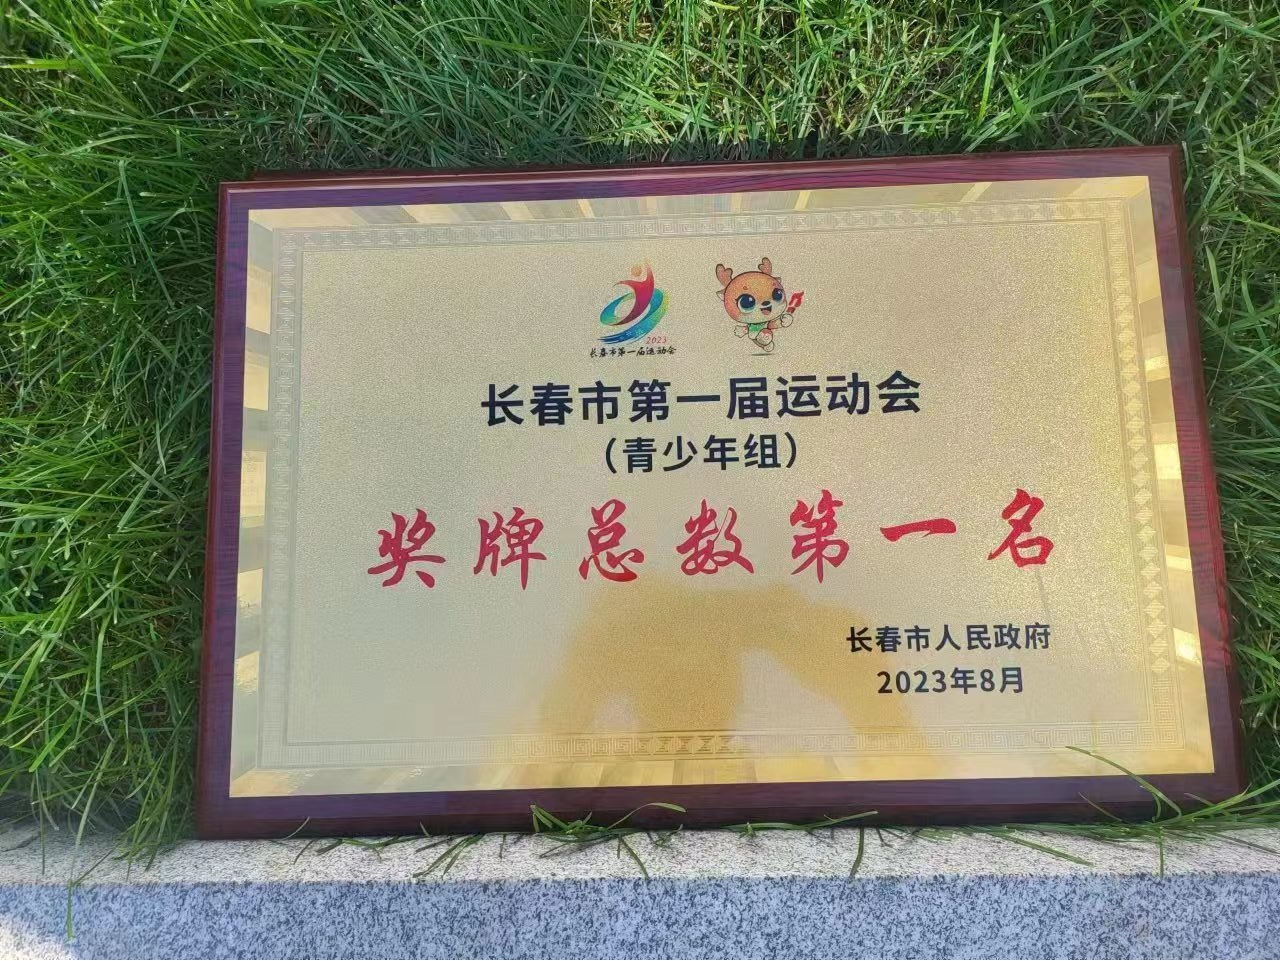 2023
长春市第一届运动会
长春市第一届运动会
（青少年组）
奖牌总数第一名
长春市人民政府
2023年8月